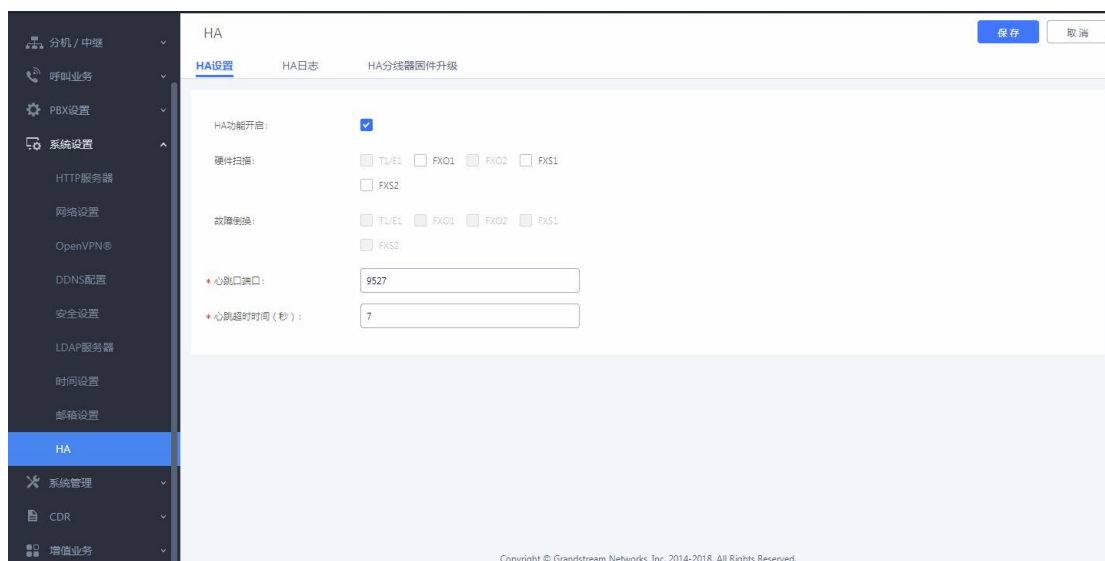 分机 / 中继
呼叫业务
PBX设置
系统设置
HTTP服务器
网络设置
OpenVPN®
DDNS配置
安全设置
LDAP服务器
时间设置
邮箱设置
HA
系统管理
CDR
增值业务
HA
保存 取消
HA设置 HA日志 HA分线器固件升级
HA功能开启:
硬件扫描: T1/E1 FXO1 FXO2 FXS1
FXS2
故障倒换: T1/E1 FXO1 FXO2 FXS1
FXS2
* 心跳口端口: 9527
* 心跳超时时间 ( 秒 ) : 7
Copyright © Grandstream Networks, Inc. 2014-2018. All Rights Reserved.